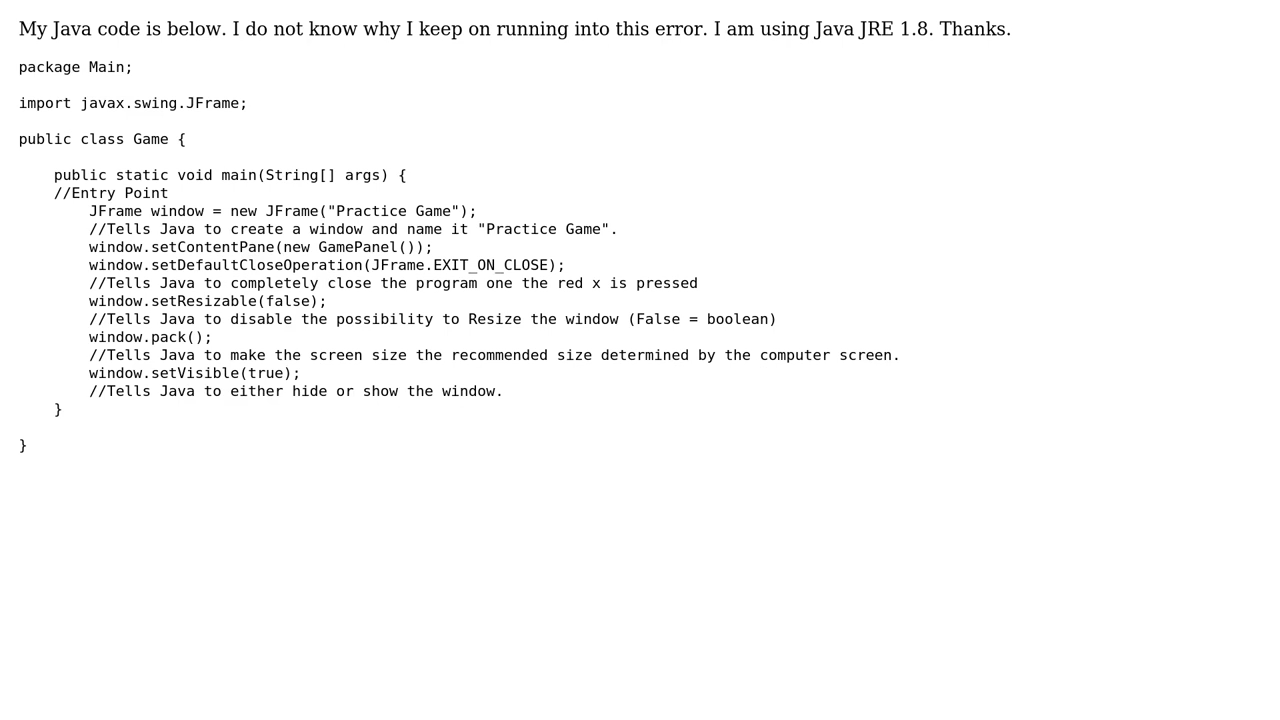 My Java code is below. I do not know why I keep on running into this error. I am using Java JRE 1.8. Thanks.
package Main;
import javax.swing.JFrame;
public class Game {
    public static void main(String[] args) {
    //Entry Point
        JFrame window = new JFrame("Practice Game");
        //Tells Java to create a window and name it "Practice Game".
        window.setContentPane(new GamePanel());
        window.setDefaultCloseOperation(JFrame.EXIT_ON_CLOSE);
        //Tells Java to completely close the program one the red x is pressed
        window.setResizable(false);
        //Tells Java to disable the possibility to Resize the window (False = boolean)
        window.pack();
        //Tells Java to make the screen size the recommended size determined by the computer screen.
        window.setVisible(true);
        //Tells Java to either hide or show the window.
    }
}